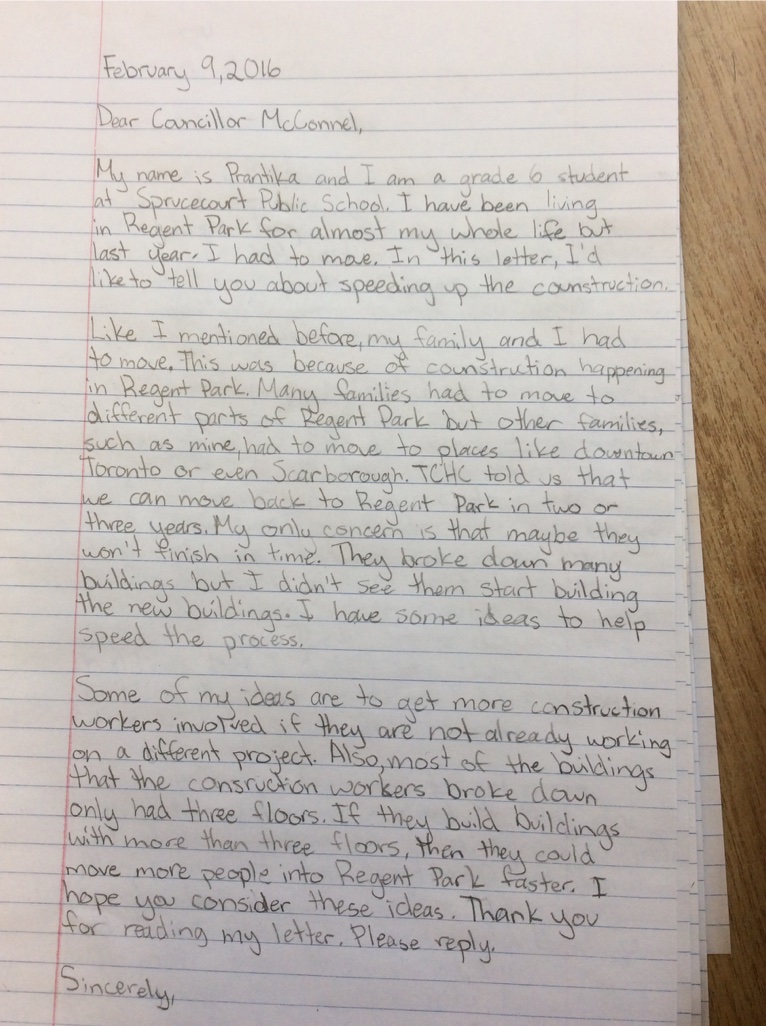 February 9, 2016
Dear Councillor McConnel,
My name is Prantika and I am a grade 6 student
at Sprucecourt Public School. I have been living
in Regent Park for almost my whole life but
last year. I had to move. In this letter, I'd
like to tell you about speeding up the counstruction.
Like I mentioned before, my family and I had
to move. This was because of counstrution happening
in Regent Park. Many families had to move to
different parts of Regent Park but other families,
such as mine, had to move to places like downtown
Toronto or even Scarborough. TCHC told us that
we can move back to Regent Park in two or
three years. My only concern is that maybe they
won't finish in time. They broke down many
buildings but I didn't see them start building
the new buildings. I have some ideas to help
speed the process.
Some of my ideas are to get more construction
workers involved if they are not already working
on a different project. Also, most of the buildings
that the consruction workers broke down
only had three floors. If they build buildings
with more than three floors, then they could
move more people into Regent Park faster. I
hope you consider these ideas. Thank you
for reading my letter. Please reply.
Sincerely,